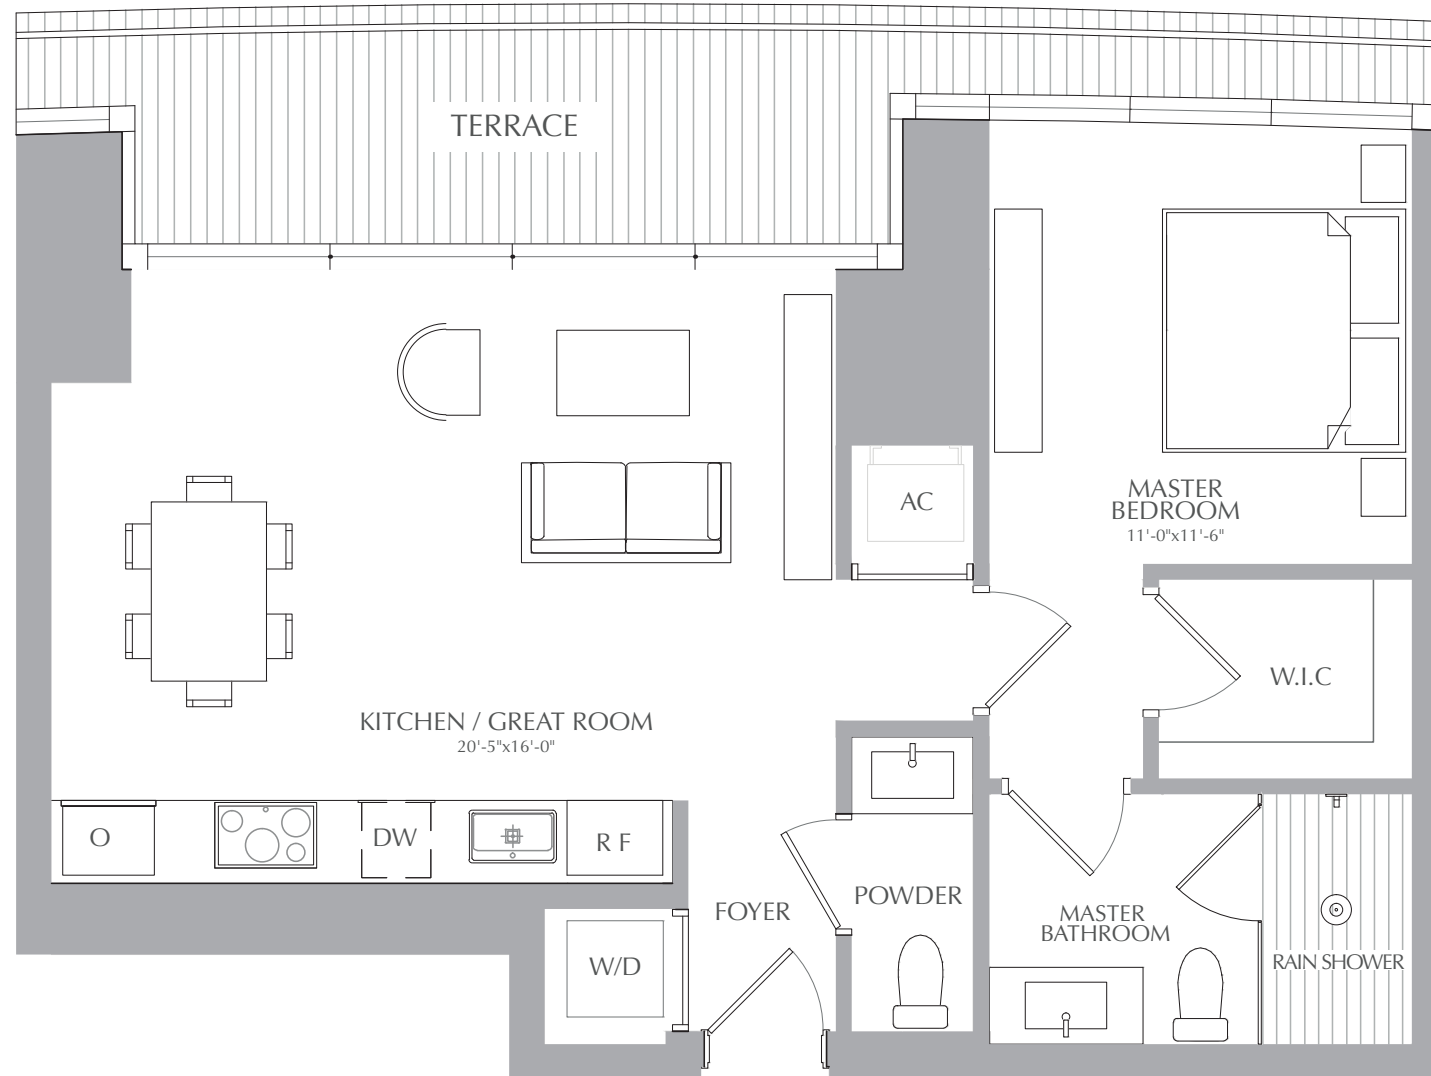 TERRACE
AC
MASTER
BEDROOM
11'-0"x11'-6"
W.I.C
KITCHEN / GREAT ROOM
20'-5"x16'-0"
O
DW
R F
FOYER
POWDER
MASTER
BATHROOM
RAIN SHOWER
W/D